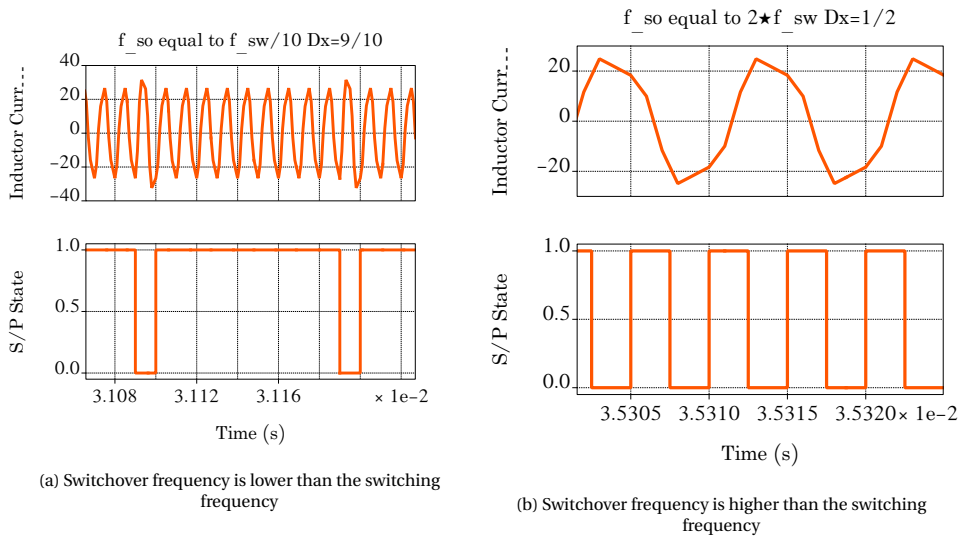 f_so equal to f_sw/10 Dx=9/10
Inductor Curr...
40
20
0
−20
−40
S/P State
1.0
0.5
0.0
3.108 3.112 3.116 × 1e−2
Time (s)
(a) Switchover frequency is lower than the switching
frequency
f_so equal to 2★f_sw Dx=1/2
Inductor Curr...
20
0
−20
S/P State
1.0
0.5
0.0
3.5305 3.5310 3.5315 3.5320 × 1e−2
Time (s)
(b) Switchover frequency is higher than the switching
frequency